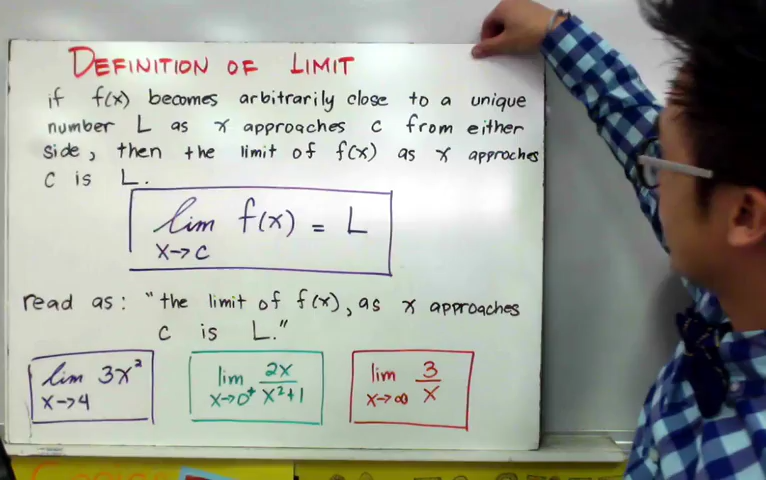 DEFINITION OF LIMIT
if f(x) becomes arbitrarily close to a unique
number L as x approaches c from either
side, then the limit of f(x) as x approches
c is L.
lim f(x) = L
x→c
read as: "the limit of f(x), as x approaches
c is L."
lim 3x²
x→4
lim 2x/x²+1
x→0⁺
lim 3/x
x→∞